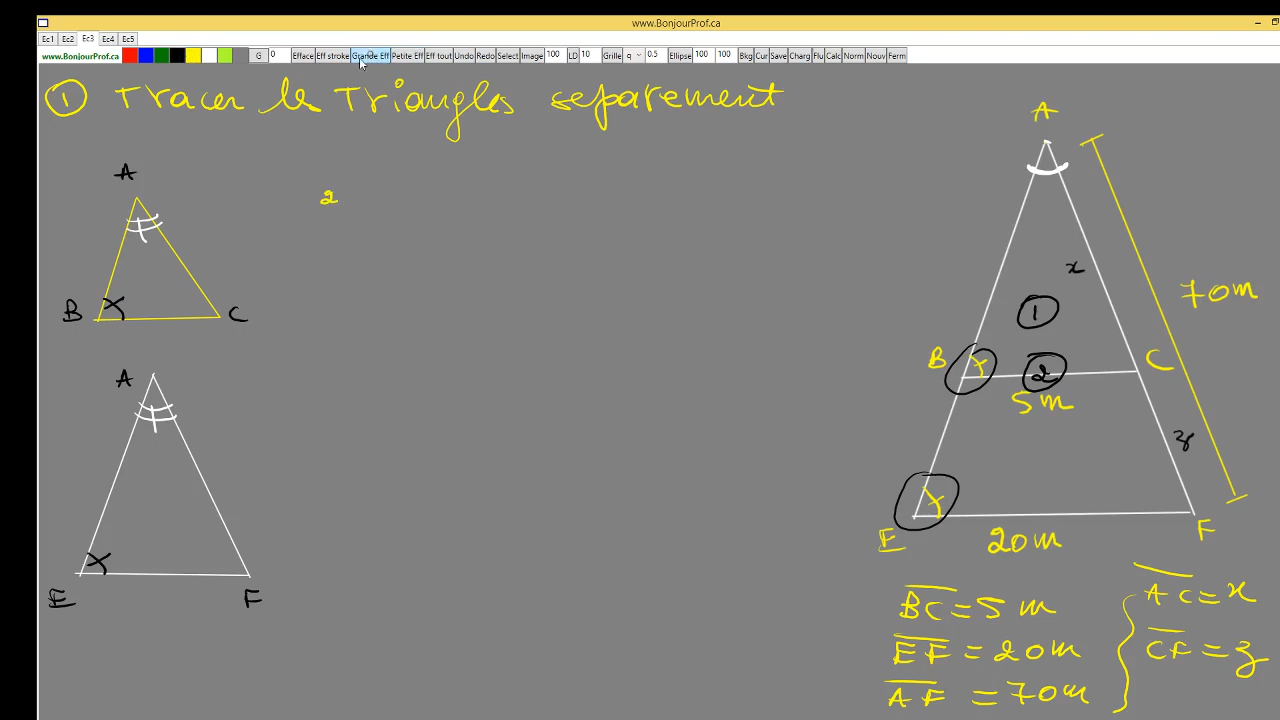 www.BonjourProf.ca
Ec1 Ec2 Ec3 Ec4 Ec5
www.BonjourProf.ca G 0 Efface Eff stroke Grande Eff Petite Eff Eff tout Undo Redo Select Image 100 LD 10 Grille q 0.5 Ellipse 100 100 Bkg Cur Save Charg Flu Calc Norm Nouv Ferm
① Tracer les Triangles séparement
A
B C
2
A
E F
A
x
70m
1
B 2 C
5m
z
E F
20m
BC = 5 m
EF = 20m
AF = 70m
AC = x
CF = z